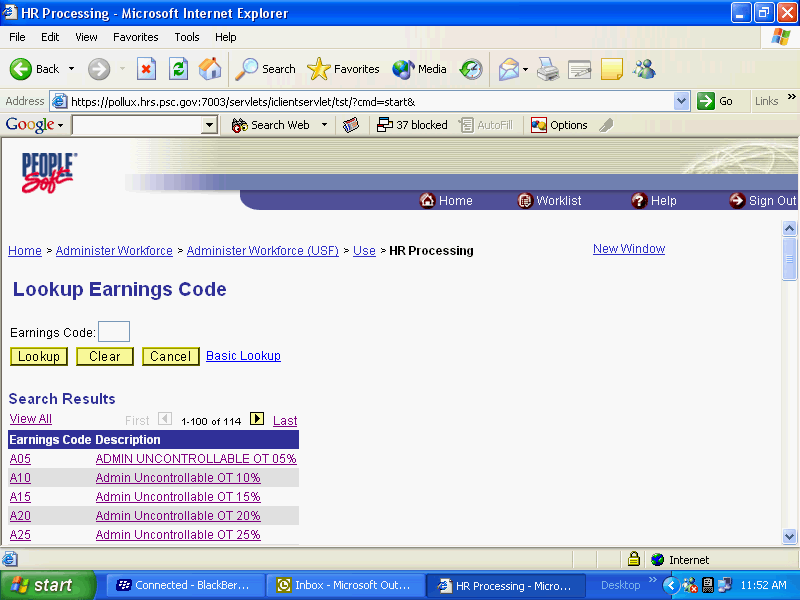 HR Processing - Microsoft Internet Explorer
File Edit View Favorites Tools Help
Back Search Favorites Media
Address https://pollux.hrs.psc.gov:7003/servlets/iclientservlet/tst/?cmd=start& Go Links »
Google Search Web 37 blocked AutoFill Options
PEOPLE
Soft
Home Worklist Help Sign Out
Home > Administer Workforce > Administer Workforce (USF) > Use > HR Processing New Window
Lookup Earnings Code
Earnings Code:
Lookup Clear Cancel Basic Lookup
Search Results
View All First 1-100 of 114 Last
Earnings Code Description
A05 ADMIN UNCONTROLLABLE OT 05%
A10 Admin Uncontrollable OT 10%
A15 Admin Uncontrollable OT 15%
A20 Admin Uncontrollable OT 20%
A25 Admin Uncontrollable OT 25%
Internet
start Connected - BlackBer... Inbox - Microsoft Out... HR Processing - Micro... Desktop » 11:52 AM